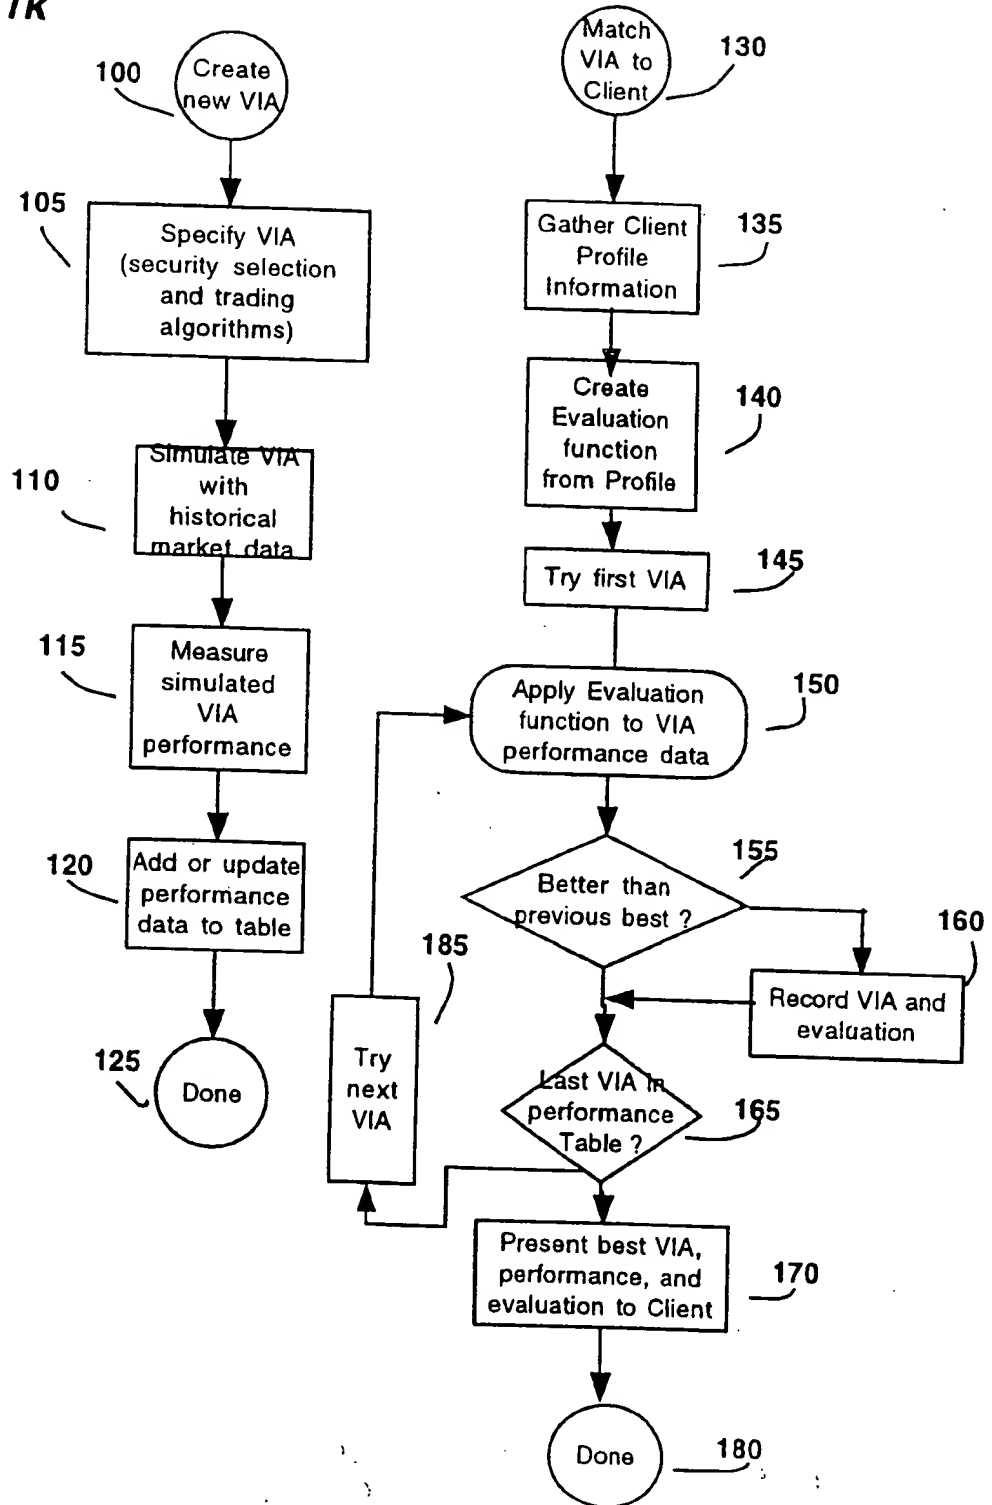 1K
100
Create
new VIA
105
Specify VIA
(security selection
and trading
algorithms)
110
Simulate VIA
with
historical
market data
115
Measure
simulated
VIA
performance
120
Add or update
performance
data to table
125
Done
130
Match
VIA to
Client
135
Gather Client
Profile
Information
140
Create
Evaluation
function
from Profile
145
Try first VIA
150
Apply Evaluation
function to VIA
performance data
155
Better than
previous best ?
160
Record VIA and
evaluation
185
Try
next
VIA
165
Last VIA in
performance
Table ?
170
Present best VIA,
performance, and
evaluation to Client
Done
180